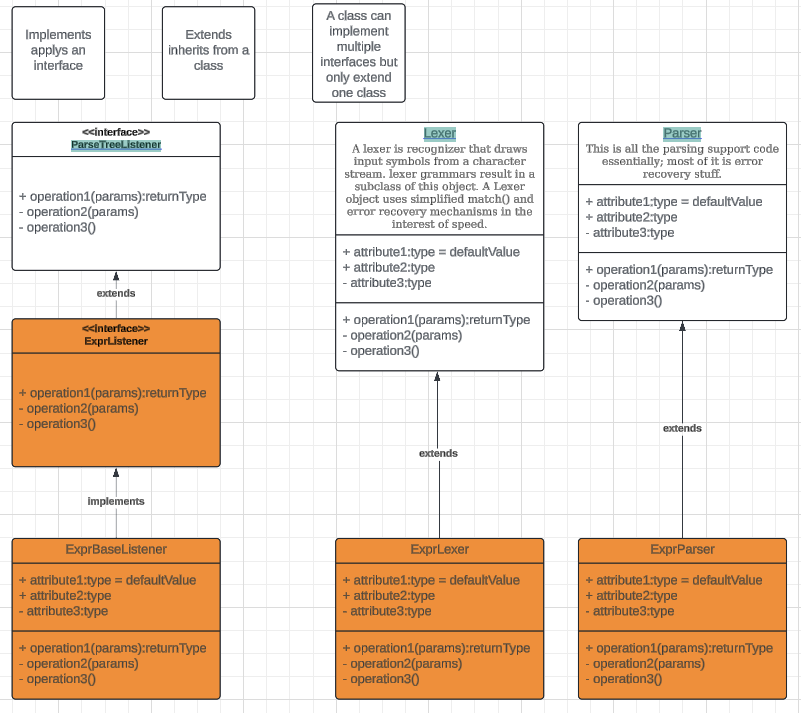 Implements
applys an
interface
Extends
inherits from a
class
A class can
implement
multiple
interfaces but
only extend
one class
<<interface>>
ParseTreeListener
+ operation1(params):returnType
- operation2(params)
- operation3()
extends
<<interface>>
ExprListener
+ operation1(params):returnType
- operation2(params)
- operation3()
implements
ExprBaseListener
+ attribute1:type = defaultValue
+ attribute2:type
- attribute3:type
+ operation1(params):returnType
- operation2(params)
- operation3()
Lexer
A lexer is recognizer that draws
input symbols from a character
stream. lexer grammars result in a
subclass of this object. A Lexer
object uses simplified match() and
error recovery mechanisms in the
interest of speed.
+ attribute1:type = defaultValue
+ attribute2:type
- attribute3:type
+ operation1(params):returnType
- operation2(params)
- operation3()
extends
ExprLexer
+ attribute1:type = defaultValue
+ attribute2:type
- attribute3:type
+ operation1(params):returnType
- operation2(params)
- operation3()
Parser
This is all the parsing support code
essentially; most of it is error
recovery stuff.
+ attribute1:type = defaultValue
+ attribute2:type
- attribute3:type
+ operation1(params):returnType
- operation2(params)
- operation3()
extends
ExprParser
+ attribute1:type = defaultValue
+ attribute2:type
- attribute3:type
+ operation1(params):returnType
- operation2(params)
- operation3()